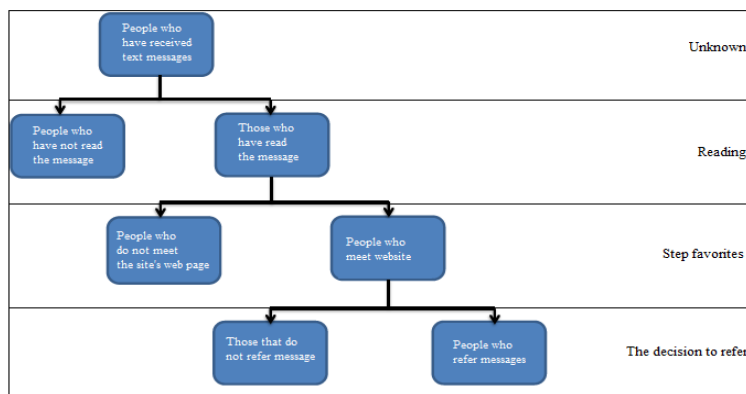 People who
have received
text messages
Unknown
People who
have not read
the message
Those who
have read
the message
Reading
People who
do not meet
the site's web page
People who
meet website
Step favorites
Those that do
not refer message
People who
refer messages
The decision to refer